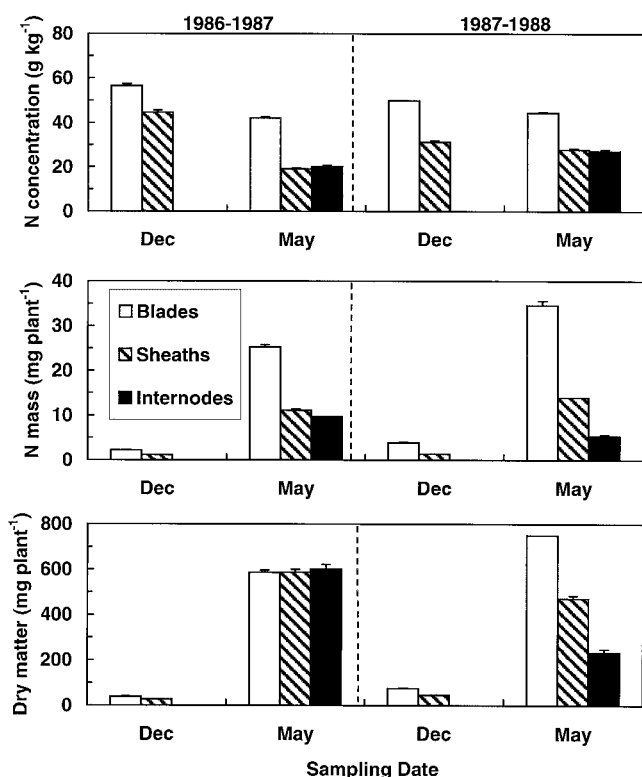 1986-1987 1987-1988
N concentration (g kg⁻¹)
80
60
40
20
0
Dec May Dec May
N mass (mg plant⁻¹)
40
30
20
10
0
Blades
Sheaths
Internodes
Dec May Dec May
Dry matter (mg plant⁻¹)
800
600
400
200
0
Dec May Dec May
Sampling Date